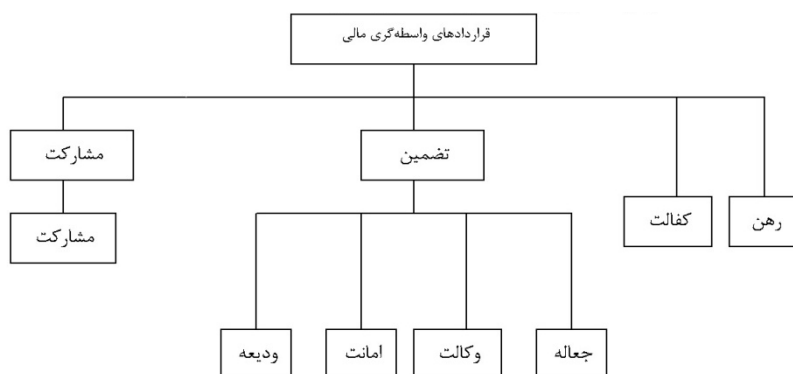 قراردادهای واسطه‌گری مالی
مشارکت
تضمین
مشارکت
کفالت
رهن
ودیعه
امانت
وکالت
جعاله